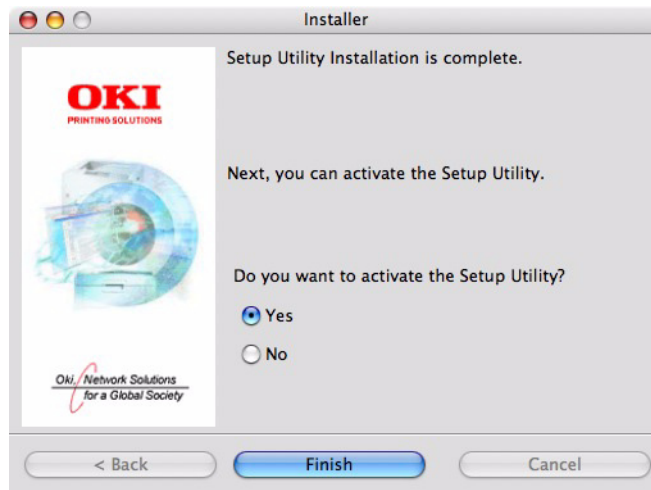 Installer
Setup Utility Installation is complete.
OKI
PRINTING SOLUTIONS
Next, you can activate the Setup Utility.
Do you want to activate the Setup Utility?
Yes
No
Oki, Network Solutions
for a Global Society
< Back
Finish
Cancel